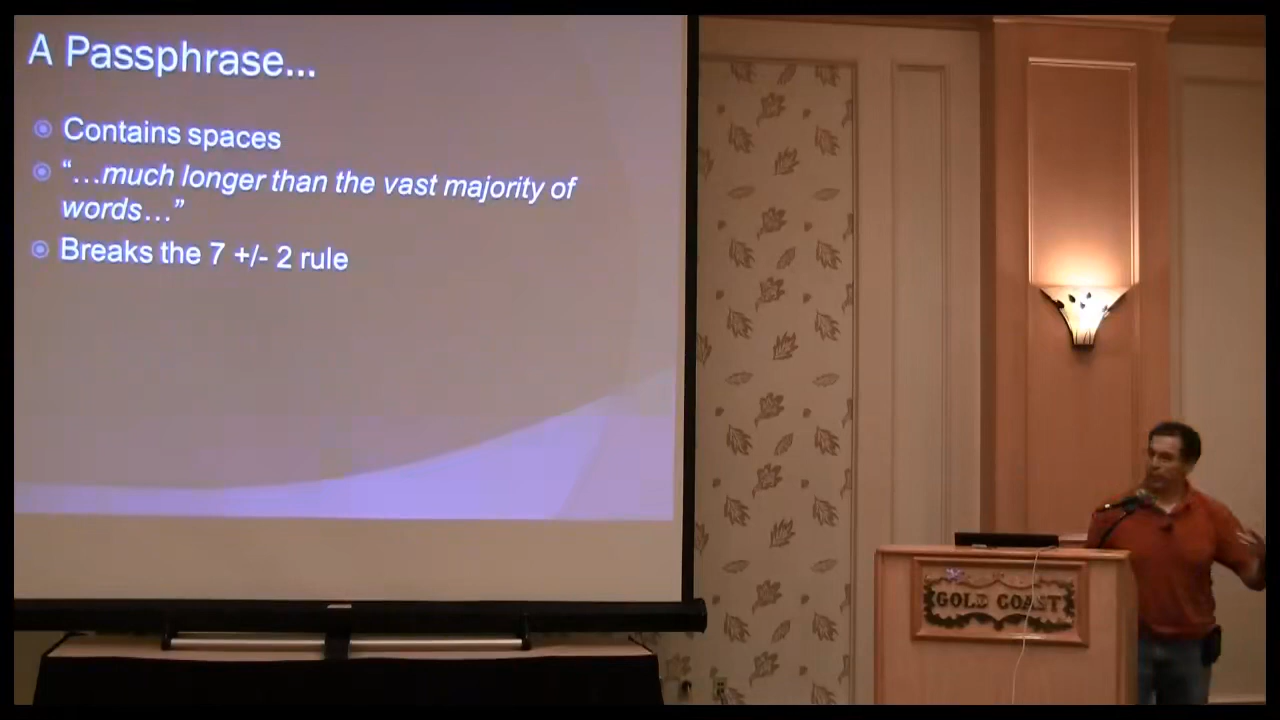 A Passphrase...
Contains spaces
“…much longer than the vast majority of
words…”
Breaks the 7 +/- 2 rule
GOLD COAST